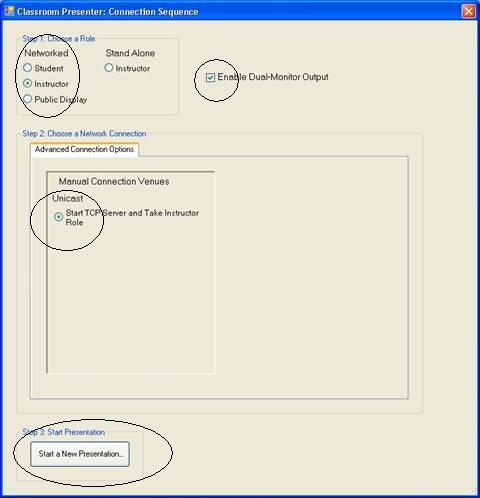 Classroom Presenter: Connection Sequence
Step 1: Choose a Role
Networked Stand Alone
Student Instructor
Instructor
Public Display
Enable Dual-Monitor Output
Step 2: Choose a Network Connection
Advanced Connection Options
Manual Connection Venues
Unicast
Start TCP Server and Take Instructor
Role
Step 3: Start Presentation
Start a New Presentation...